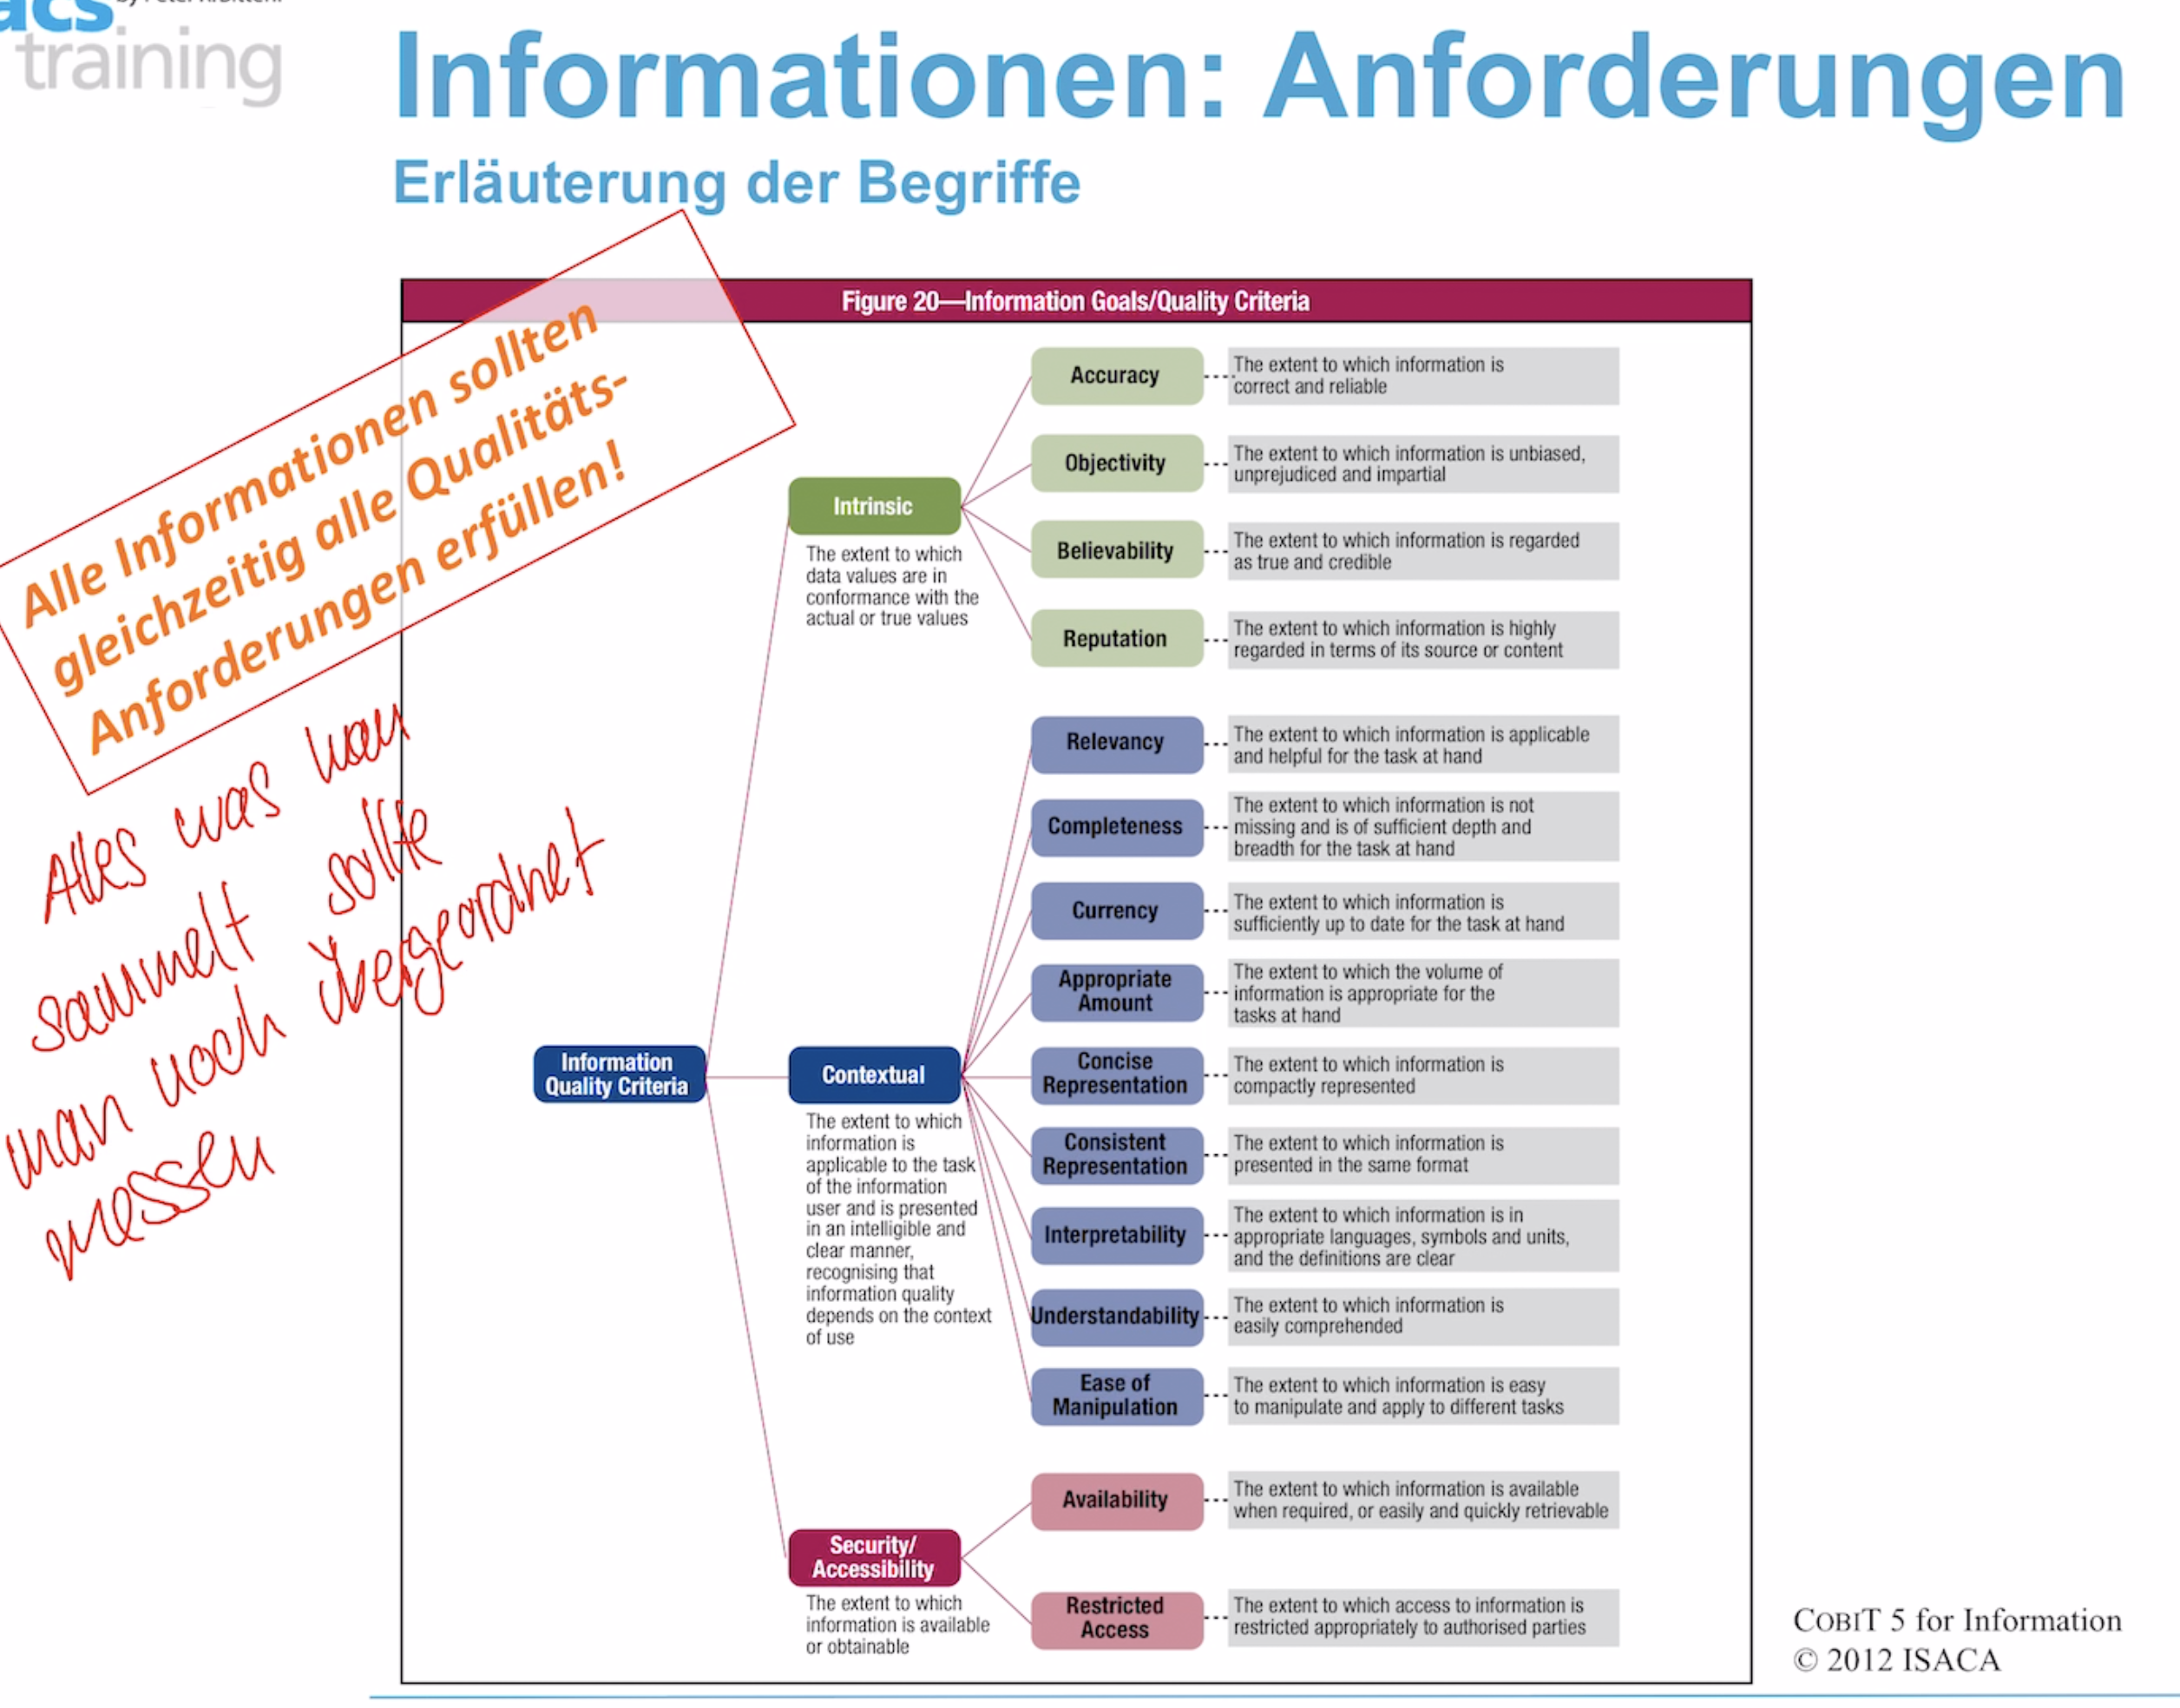 acs
training
Informationen: Anforderungen
Erläuterung der Begriffe
Alle Informationen sollten
gleichzeitig alle Qualitäts-
Anforderungen erfüllen!
Alles was man
sammelt sollte
man noch übergeordnet
messen
Figure 20—Information Goals/Quality Criteria
Information
Quality Criteria
Intrinsic
The extent to which
data values are in
conformance with the
actual or true values
Accuracy
The extent to which information is
correct and reliable
Objectivity
The extent to which information is unbiased,
unprejudiced and impartial
Believability
The extent to which information is regarded
as true and credible
Reputation
The extent to which information is highly
regarded in terms of its source or content
Contextual
The extent to which
information is
applicable to the task
of the information
user and is presented
in an intelligible and
clear manner,
recognising that
information quality
depends on the context
of use
Relevancy
The extent to which information is applicable
and helpful for the task at hand
Completeness
The extent to which information is not
missing and is of sufficient depth and
breadth for the task at hand
Currency
The extent to which information is
sufficiently up to date for the task at hand
Appropriate
Amount
The extent to which the volume of
information is appropriate for the
tasks at hand
Concise
Representation
The extent to which information is
compactly represented
Consistent
Representation
The extent to which information is
presented in the same format
Interpretability
The extent to which information is in
appropriate languages, symbols and units,
and the definitions are clear
Understandability
The extent to which information is
easily comprehended
Ease of
Manipulation
The extent to which information is easy
to manipulate and apply to different tasks
Security/
Accessibility
The extent to which
information is available
or obtainable
Availability
The extent to which information is available
when required, or easily and quickly retrievable
Restricted
Access
The extent to which access to information is
restricted appropriately to authorised parties
COBIT 5 for Information
© 2012 ISACA